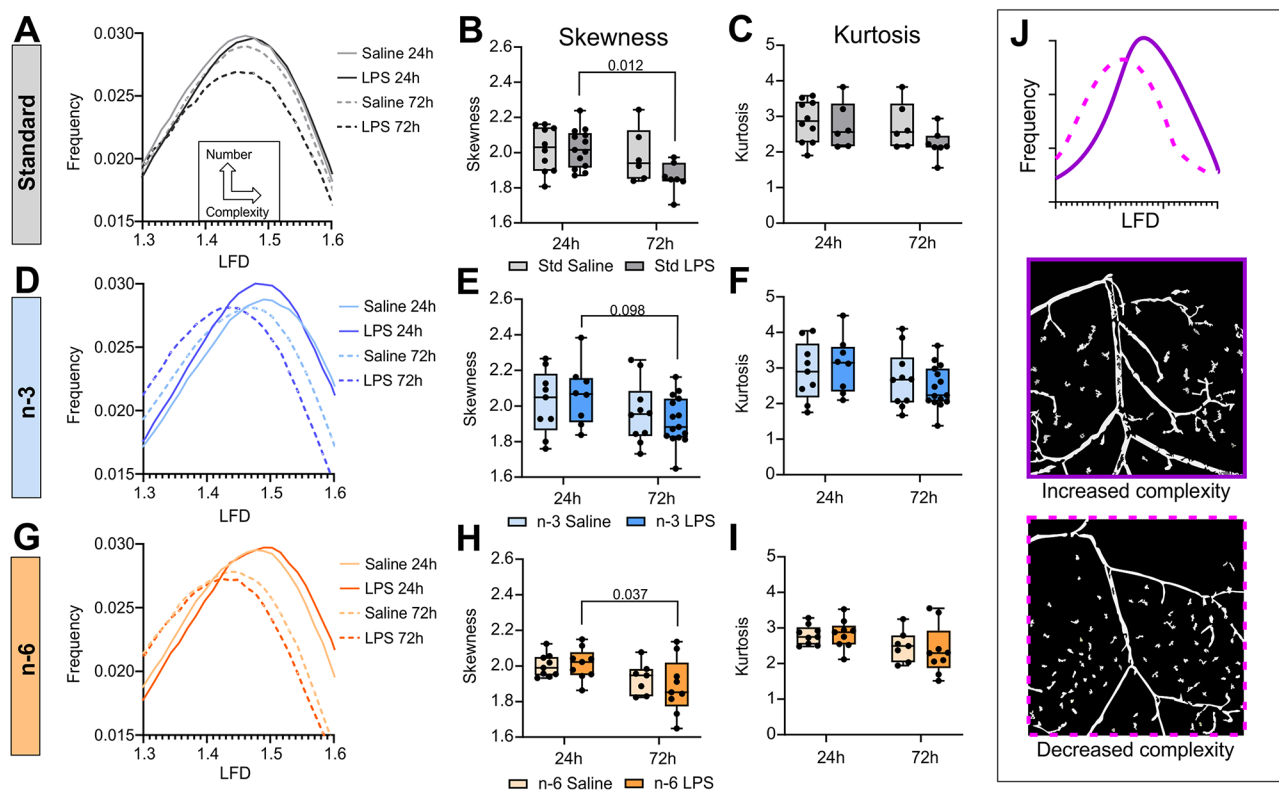 A
Standard
0.030
0.025
0.020
0.015
Frequency
Number
Complexity
1.3
1.4
1.5
1.6
LFD
Saline 24h
LPS 24h
Saline 72h
LPS 72h
B
Skewness
2.6
2.4
2.2
2.0
1.8
1.6
Skewness
0.012
24h
72h
Std Saline
Std LPS
C
Kurtosis
5
4
3
2
1
0
Kurtosis
24h
72h
D
n-3
0.030
0.025
0.020
0.015
Frequency
1.3
1.4
1.5
1.6
LFD
Saline 24h
LPS 24h
Saline 72h
LPS 72h
E
2.6
2.4
2.2
2.0
1.8
1.6
Skewness
0.098
24h
72h
n-3 Saline
n-3 LPS
F
5
4
3
2
1
0
Kurtosis
24h
72h
G
n-6
0.030
0.025
0.020
0.015
Frequency
1.3
1.4
1.5
1.6
LFD
Saline 24h
LPS 24h
Saline 72h
LPS 72h
H
2.6
2.4
2.2
2.0
1.8
1.6
Skewness
0.037
24h
72h
n-6 Saline
n-6 LPS
I
5
4
3
2
1
0
Kurtosis
24h
72h
J
Frequency
LFD
Increased complexity
Decreased complexity